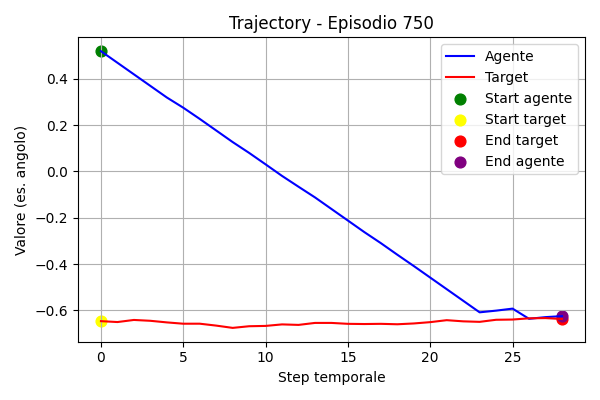 Trajectory - Episodio 750
Valore (es. angolo)
0.4
0.2
0.0
−0.2
−0.4
−0.6
0
5
10
15
20
25
Step temporale
Agente
Target
Start agente
Start target
End target
End agente